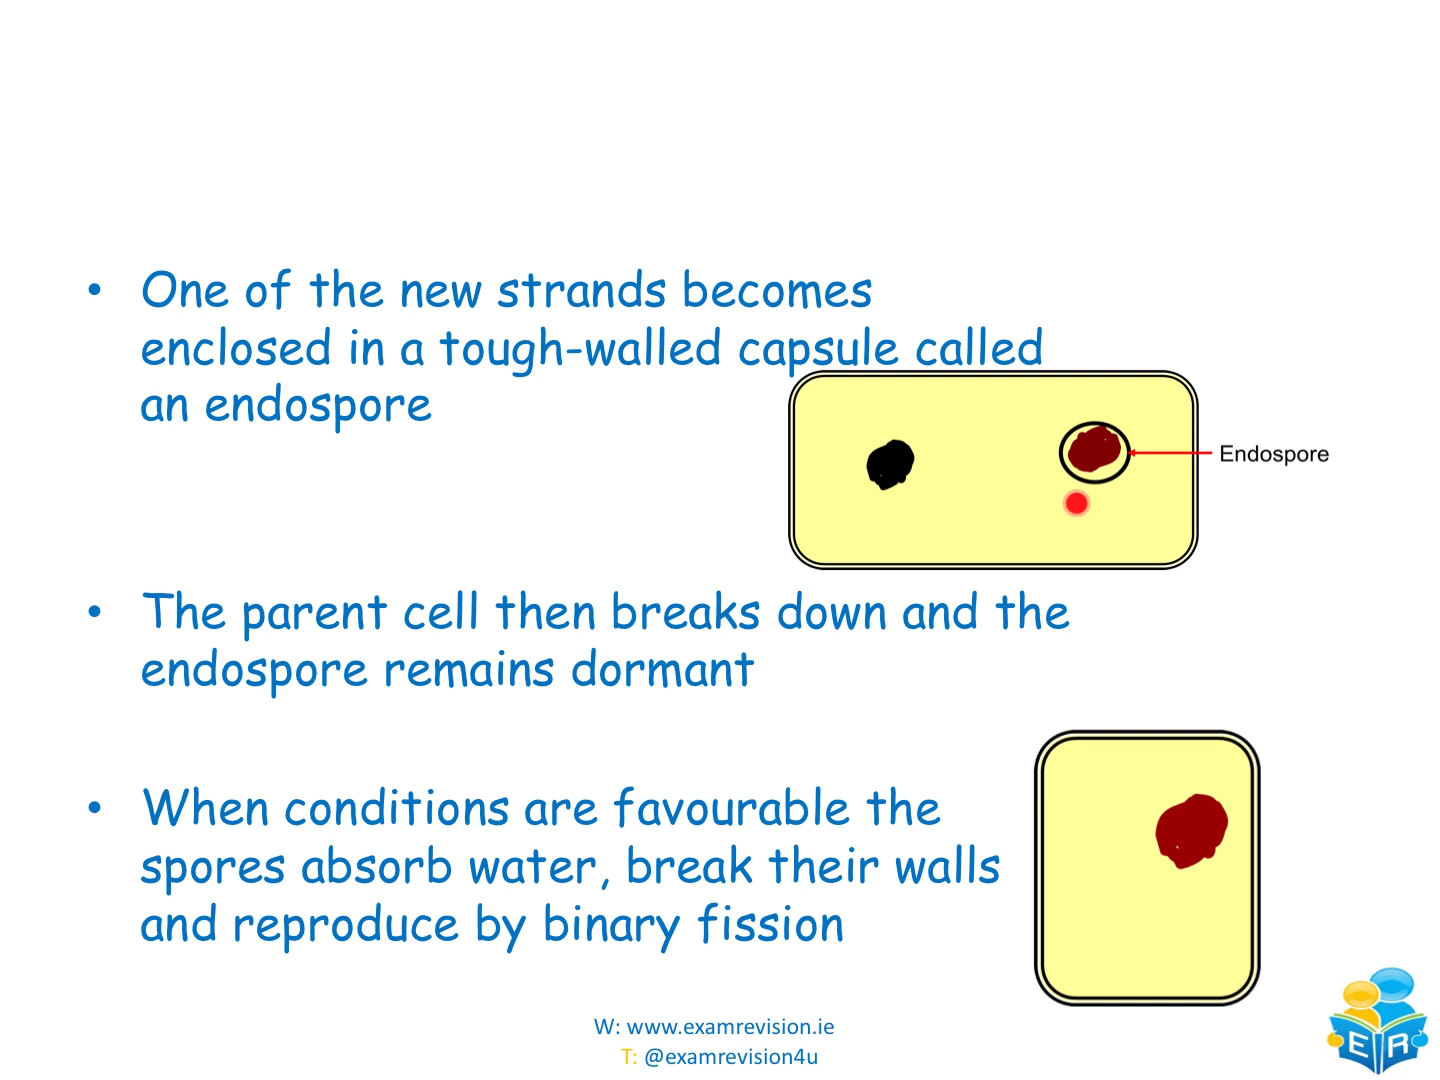 • One of the new strands becomes
enclosed in a tough-walled capsule called
an endospore
Endospore
• The parent cell then breaks down and the
endospore remains dormant
• When conditions are favourable the
spores absorb water, break their walls
and reproduce by binary fission
W: www.examrevision.ie
T: @examrevision4u
E R